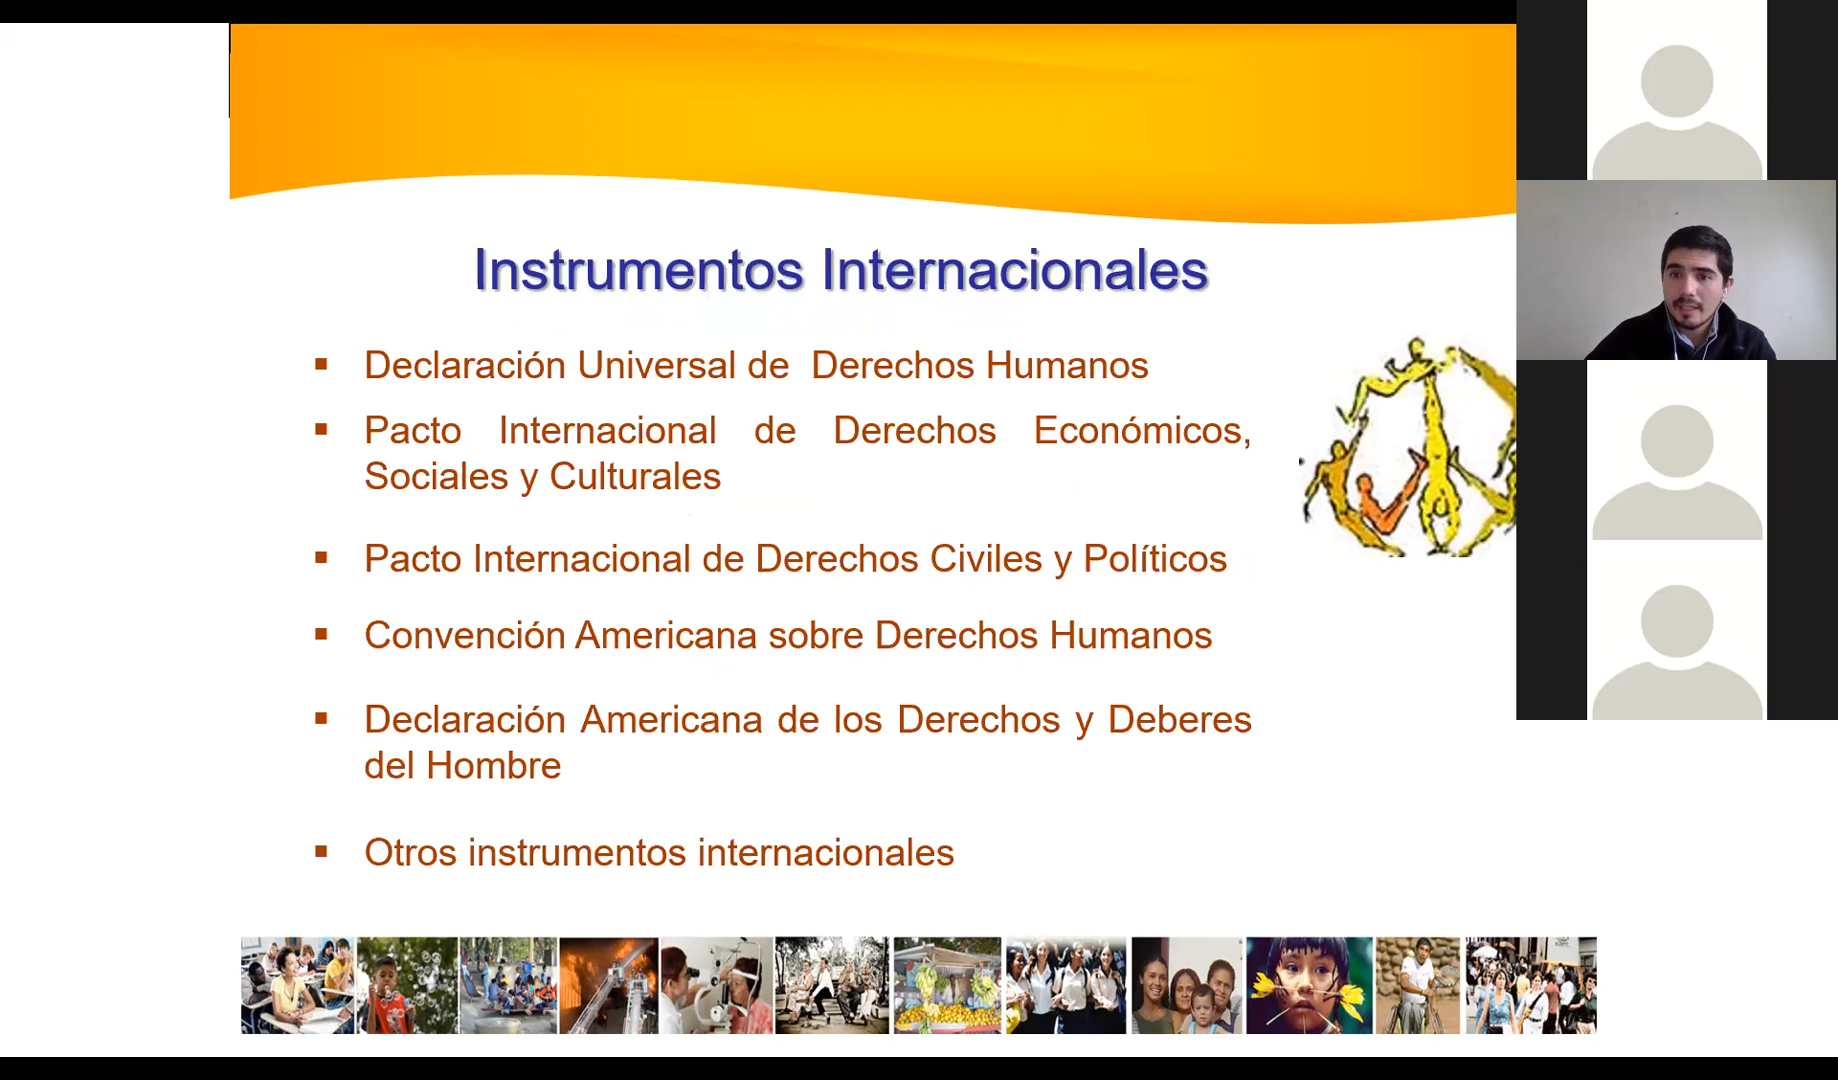 Instrumentos Internacionales
▪ Declaración Universal de Derechos Humanos
▪ Pacto Internacional de Derechos Económicos,
Sociales y Culturales
▪ Pacto Internacional de Derechos Civiles y Políticos
▪ Convención Americana sobre Derechos Humanos
▪ Declaración Americana de los Derechos y Deberes
del Hombre
▪ Otros instrumentos internacionales